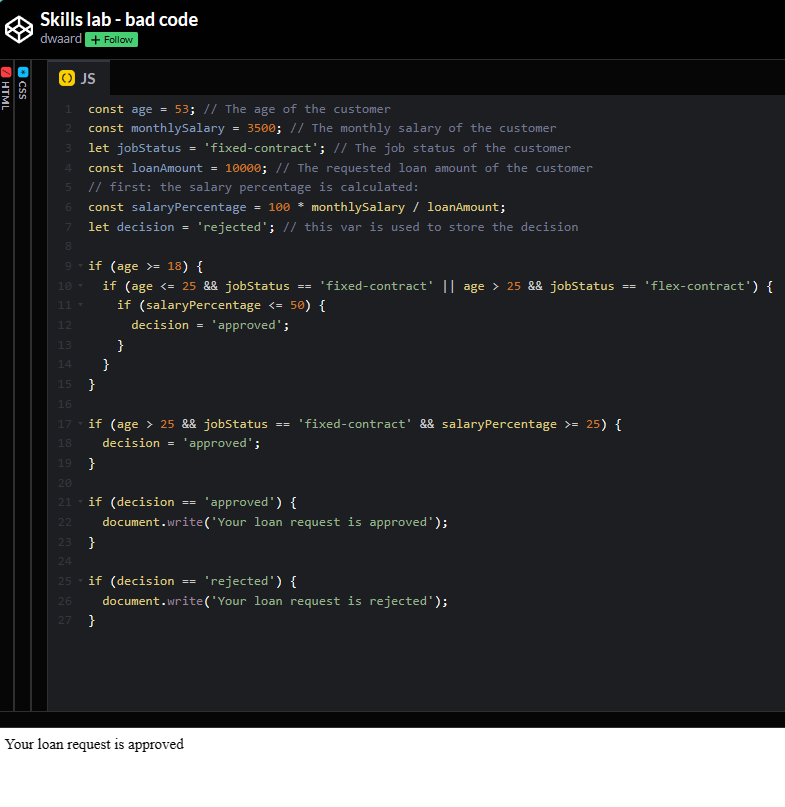 Skills lab - bad code
dwaard + Follow
HTML
CSS
JS
1 const age = 53; // The age of the customer
2 const monthlySalary = 3500; // The monthly salary of the customer
3 let jobStatus = 'fixed-contract'; // The job status of the customer
4 const loanAmount = 10000; // The requested loan amount of the customer
5 // first: the salary percentage is calculated:
6 const salaryPercentage = 100 * monthlySalary / loanAmount;
7 let decision = 'rejected'; // this var is used to store the decision
8
9 if (age >= 18) {
10   if (age <= 25 && jobStatus == 'fixed-contract' || age > 25 && jobStatus == 'flex-contract') {
11     if (salaryPercentage <= 50) {
12       decision = 'approved';
13     }
14   }
15 }
16
17 if (age > 25 && jobStatus == 'fixed-contract' && salaryPercentage >= 25) {
18   decision = 'approved';
19 }
20
21 if (decision == 'approved') {
22   document.write('Your loan request is approved');
23 }
24
25 if (decision == 'rejected') {
26   document.write('Your loan request is rejected');
27 }
Your loan request is approved